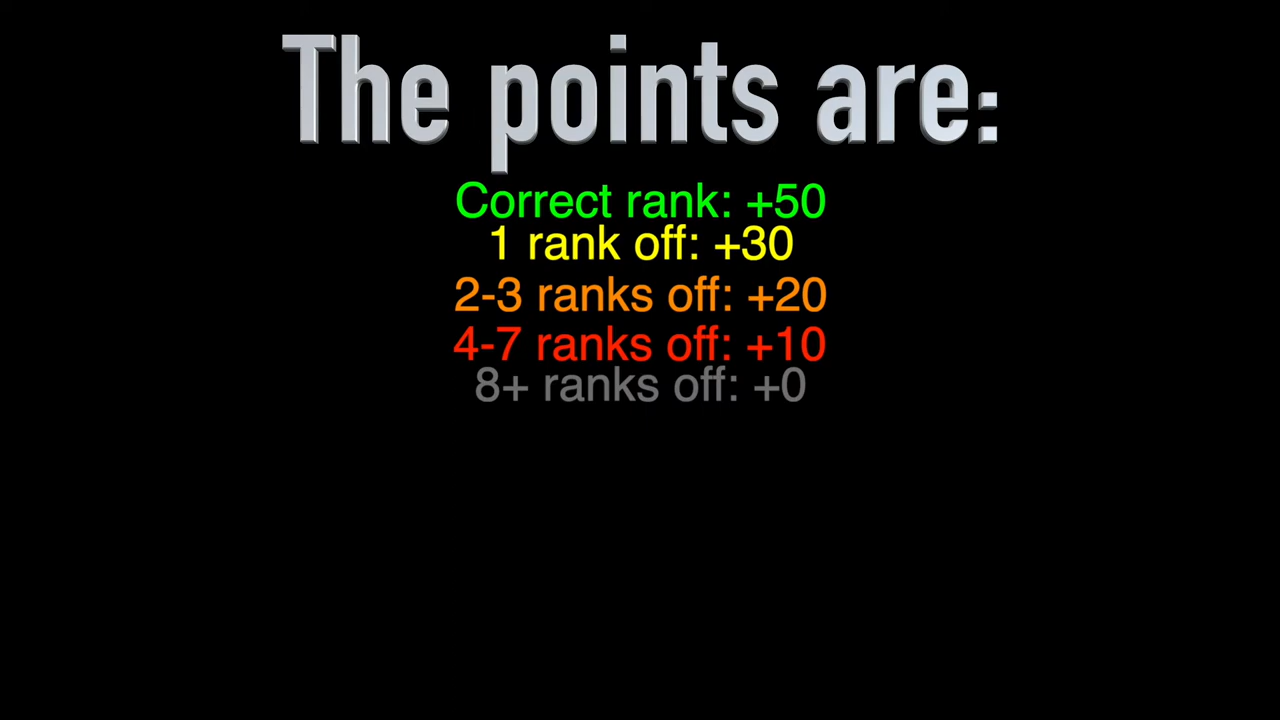 The points are:
Correct rank: +50
1 rank off: +30
2-3 ranks off: +20
4-7 ranks off: +10
8+ ranks off: +0